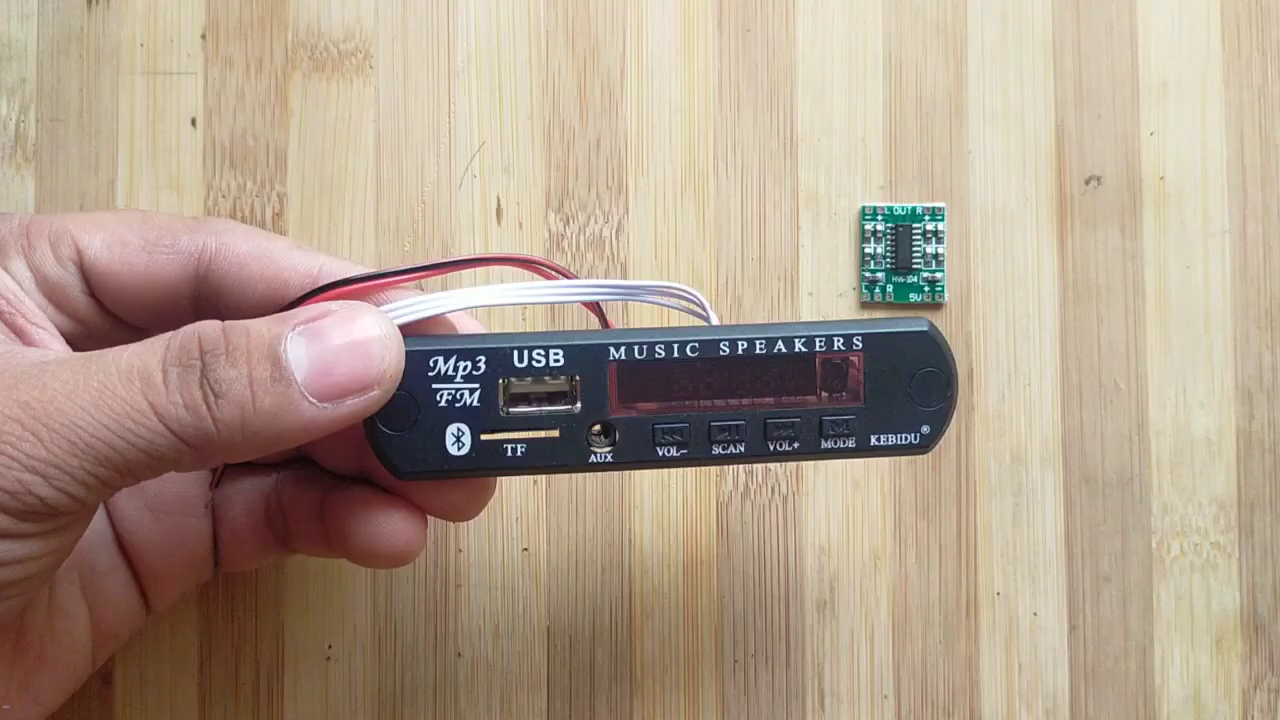 L OUT R
- + + -
HW-104
L ⊥ R
5V + -
MUSIC SPEAKERS
Mp3
FM
USB
TF
AUX
VOL-
SCAN
VOL+
MODE
KEBIDU®